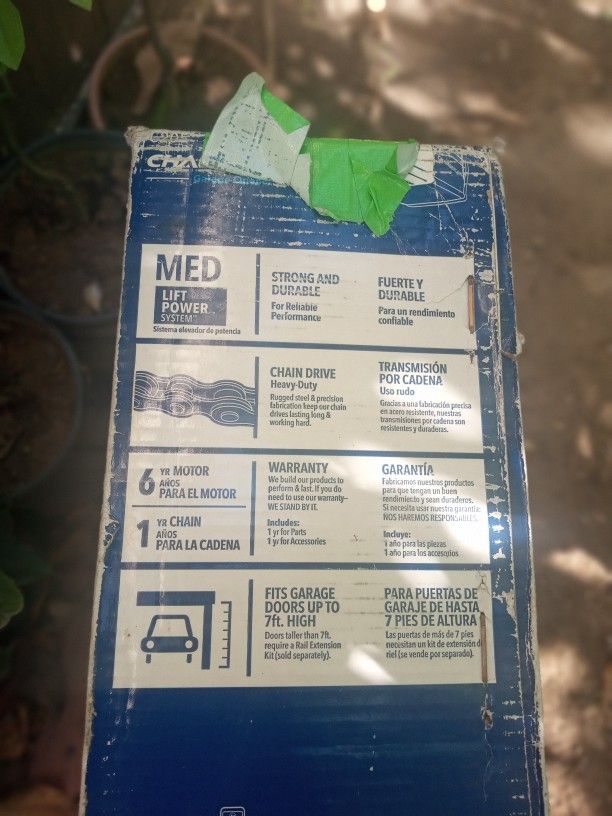 CHA
MED
LIFT
POWER
SYSTEM™
Sistema elevador de potencia
STRONG AND
DURABLE
For Reliable
Performance
FUERTE Y
DURABLE
Para un rendimiento
confiable
CHAIN DRIVE
Heavy-Duty
Rugged steel & precision
fabrication keep our chain
drives lasting long &
working hard.
TRANSMISIÓN
POR CADENA
Uso rudo
Gracias a una fabricación precisa
en acero resistente, nuestras
transmisiones por cadena son
resistentes y duraderas.
6 YR MOTOR
AÑOS
PARA EL MOTOR
1 YR CHAIN
AÑOS
PARA LA CADENA
WARRANTY
We build our products to
perform & last. If you do
need to use our warranty–
WE STAND BY IT.
Includes:
1 yr for Parts
1 yr for Accessories
GARANTÍA
Fabricamos nuestros productos
para que tengan un buen
rendimiento y sean duraderos.
Si necesita usar nuestra garantía:
NOS HAREMOS RESPONSABLES.
Incluye:
1 año para las piezas
1 año para los accesorios
FITS GARAGE
DOORS UP TO
7ft. HIGH
Doors taller than 7ft.
require a Rail Extension
Kit (sold separately).
PARA PUERTAS DE
GARAJE DE HASTA
7 PIES DE ALTURA
Las puertas de más de 7 pies
necesitan un kit de extensión d
riel (se vende por separado).